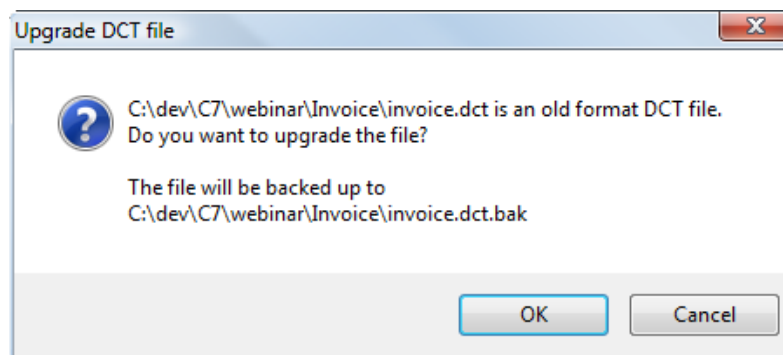 Upgrade DCT file
C:\dev\C7\webinar\Invoice\invoice.dct is an old format DCT file.
Do you want to upgrade the file?
The file will be backed up to
C:\dev\C7\webinar\Invoice\invoice.dct.bak
OK
Cancel